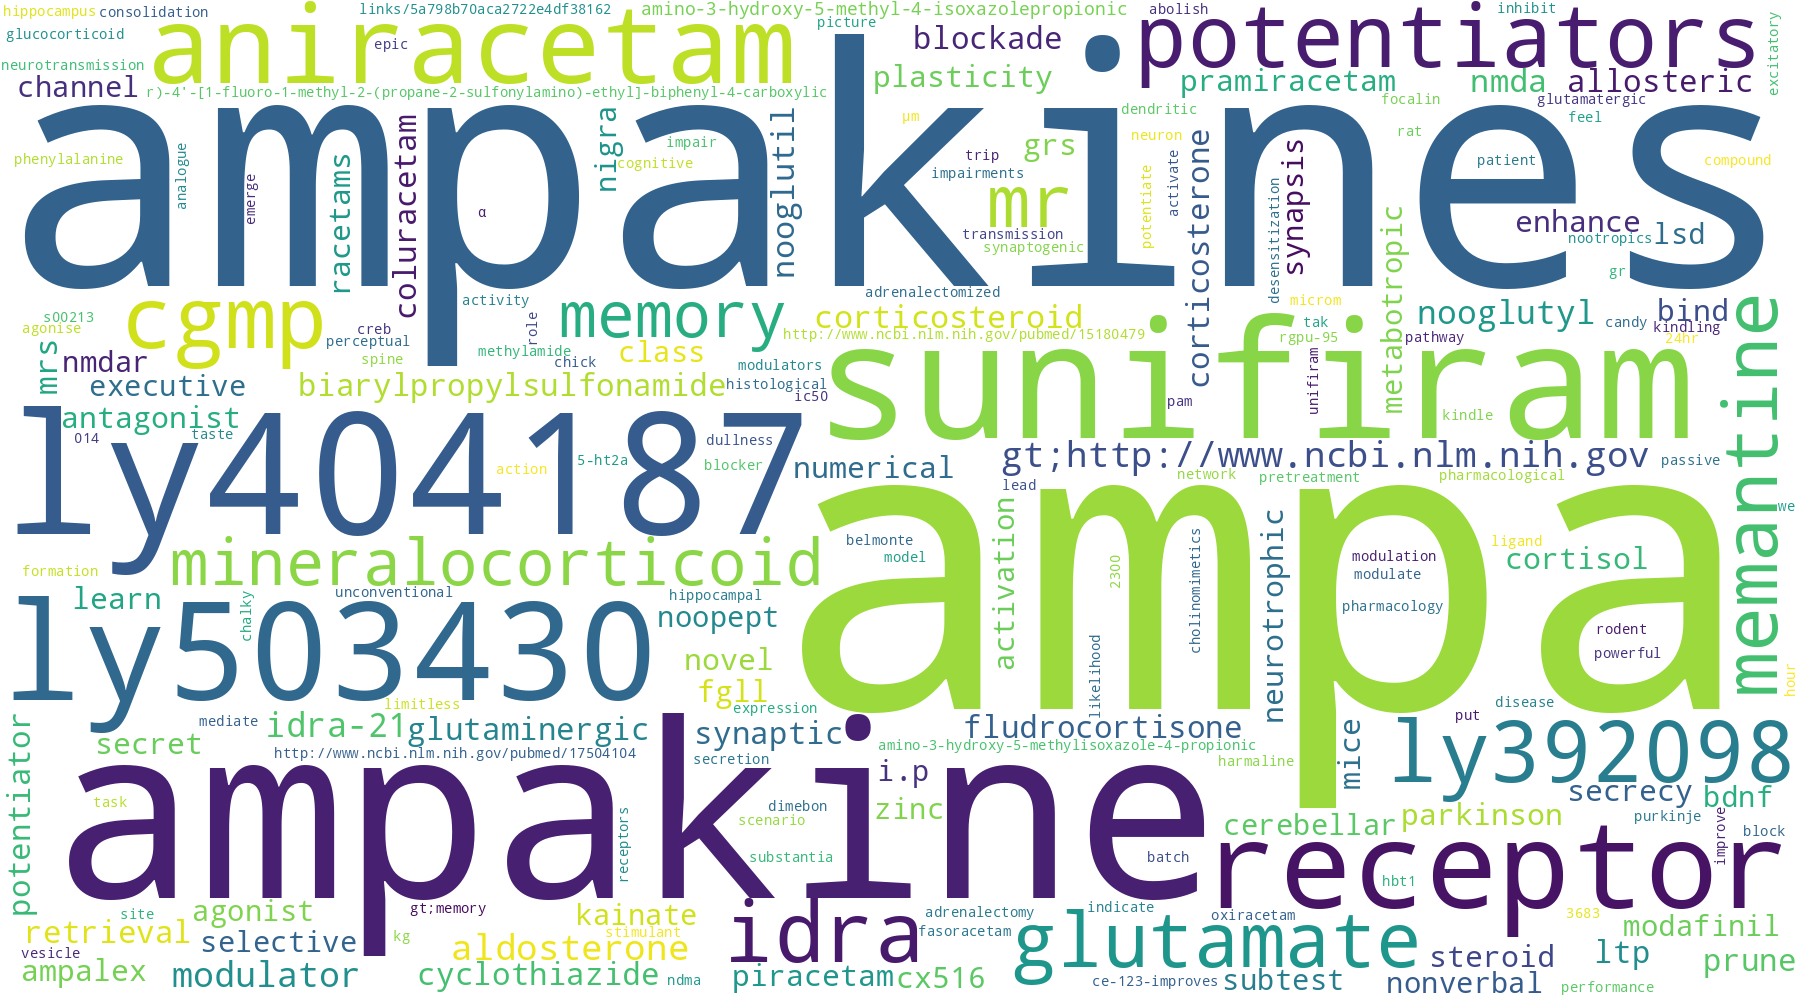 hippocampus
consolidation
links/5a798b70aca2722e4df38162
amino-3-hydroxy-5-methyl-4-isoxazolepropionic
abolish
inhibit
glucocorticoid
aniracetam
epic
picture
blockade
potentiators
excitatory
neurotransmission
channel
r)-4'-[1-fluoro-1-methyl-2-(propane-2-sulfonylamino)-ethyl]-biphenyl-4-carboxylic
plasticity
pramiracetam
nmda
allosteric
ampakines
phenylalanine
analogue
emerge
racetams
coluracetam
α
nigra
cognitive
impair
nooglutil
µm
dendritic
focalin
glutamatergic
feel
rat
grs
neuron
trip
impairments
mr
transmission
synaptogenic
potentiate
activate
corticosterone
desensitization
synapsis
metabotropic
patient
compound
enhance
nootropics
lsd
gr
s00213
agonise
cgmp
creb
perceptual
spine
activity
role
memory
methylamide
chick
class
adrenalectomized
corticosteroid
http://www.ncbi.nlm.nih.gov/pubmed/15180479
microm
tak
rgpu-95
nooglutyl
pathway
candy
bind
kindling
24hr
memantine
mrs
nmdar
executive
biarylpropylsulfonamide
modulators
histological
ic50
sunifiram
pam
unifiram
kindle
antagonist
014
taste
ly404187
action
5-ht2a
dullness
blocker
numerical
gt;http://www.ncbi.nlm.nih.gov
passive
lead
network
pretreatment
pharmacological
we
mineralocorticoid
formation
ampa
belmonte
model
activation
2300
cholinomimetics
neurotrophic
modulation
modulate
pharmacology
ligand
cortisol
learn
chalky
unconventional
hippocampal
noopept
ly503430
novel
fgll
likelihood
rodent
powerful
hour
limitless
expression
potentiator
mediate
idra-21
glutaminergic
synaptic
fludrocortisone
mice
put
disease
ly392098
secret
http://www.ncbi.nlm.nih.gov/pubmed/17504104
secretion
amino-3-hydroxy-5-methylisoxazole-4-propionic
harmaline
i.p
secrecy
bdnf
ampakine
task
receptors
dimebon
scenario
zinc
cerebellar
parkinson
purkinje
improve
block
substantia
batch
receptor
hbt1
site
agonist
gt;memory
kainate
idra
adrenalectomy
indicate
oxiracetam
3683
retrieval
selective
stimulant
fasoracetam
glutamate
modafinil
vesicle
kg
aldosterone
steroid
ltp
prune
ampalex
modulator
cyclothiazide
ndma
piracetam
cx516
ce-123-improves
subtest
nonverbal
performance